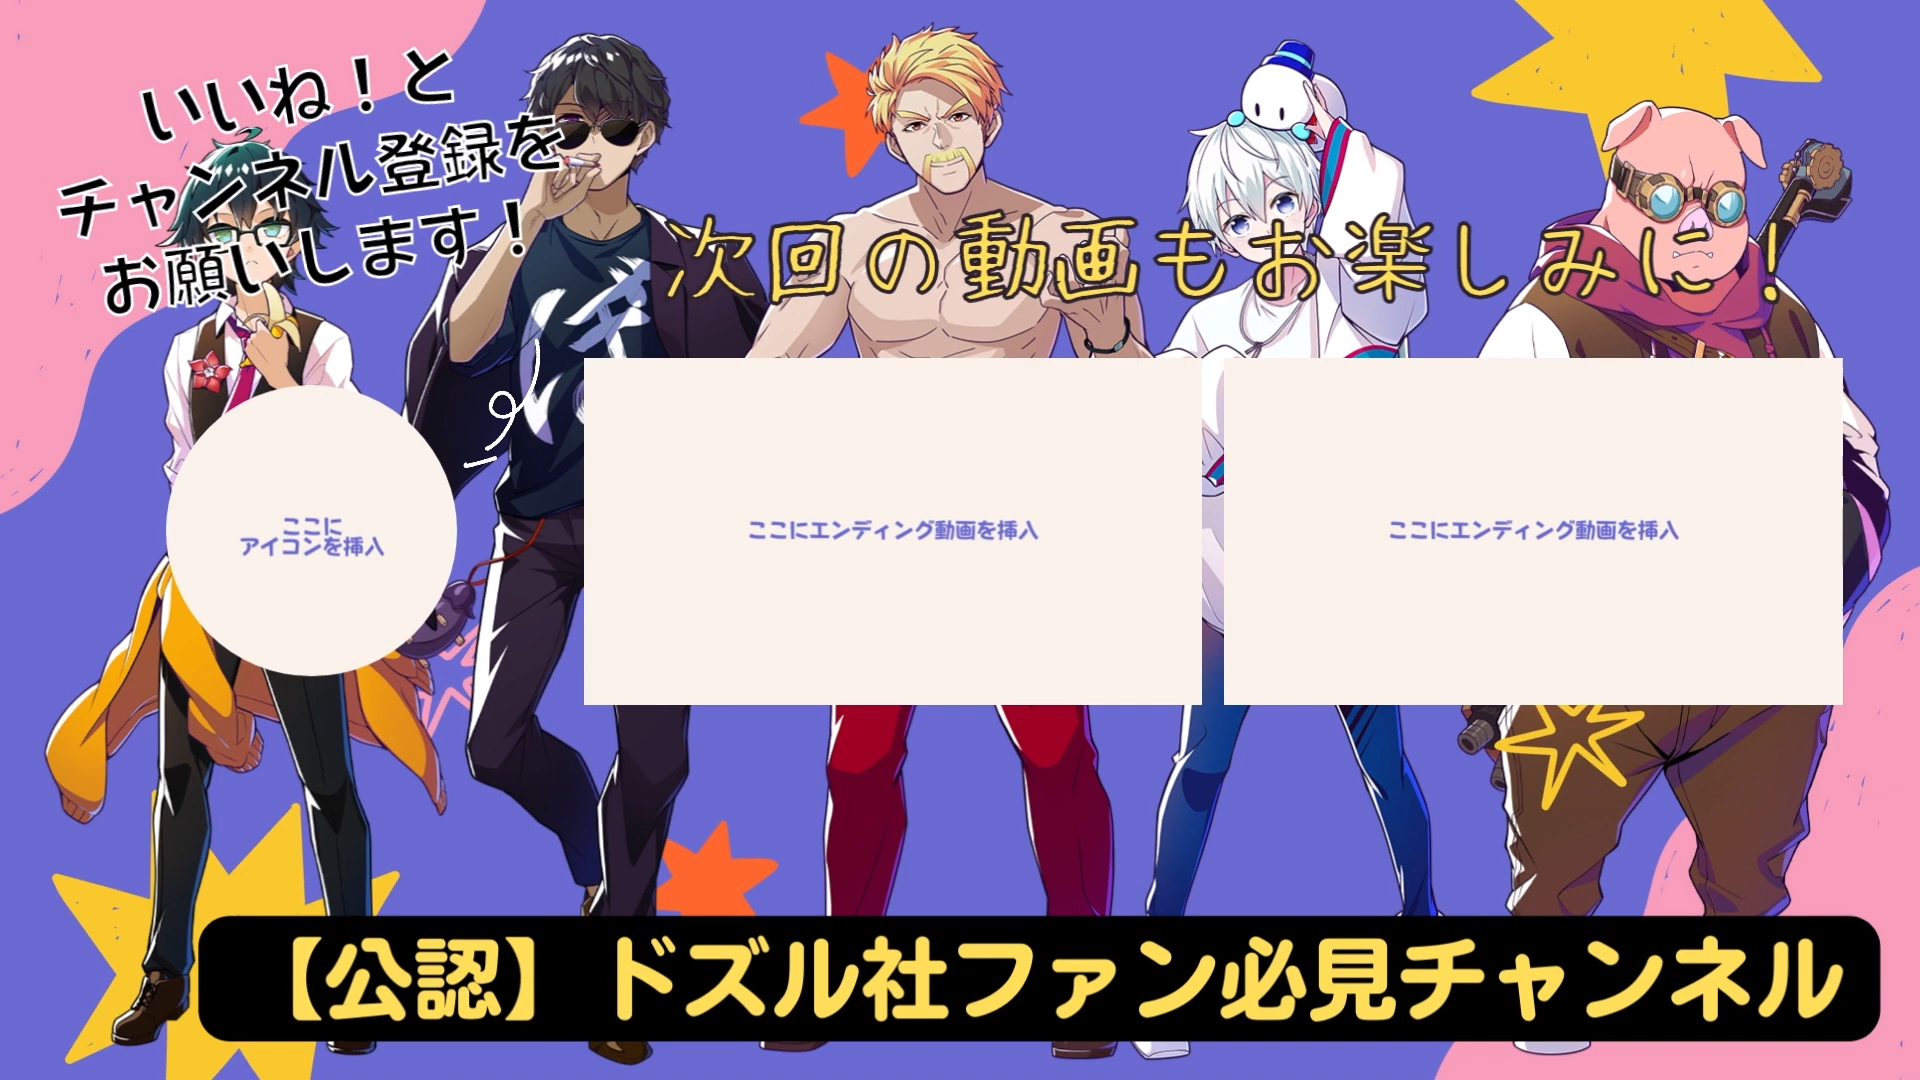 いいね！と
チャンネル登録を
お願いします！
次回の動画もお楽しみに！
ここに
アイコンを挿入
ここにエンディング動画を挿入
ここにエンディング動画を挿入
【公認】ドズル社ファン必見チャンネル